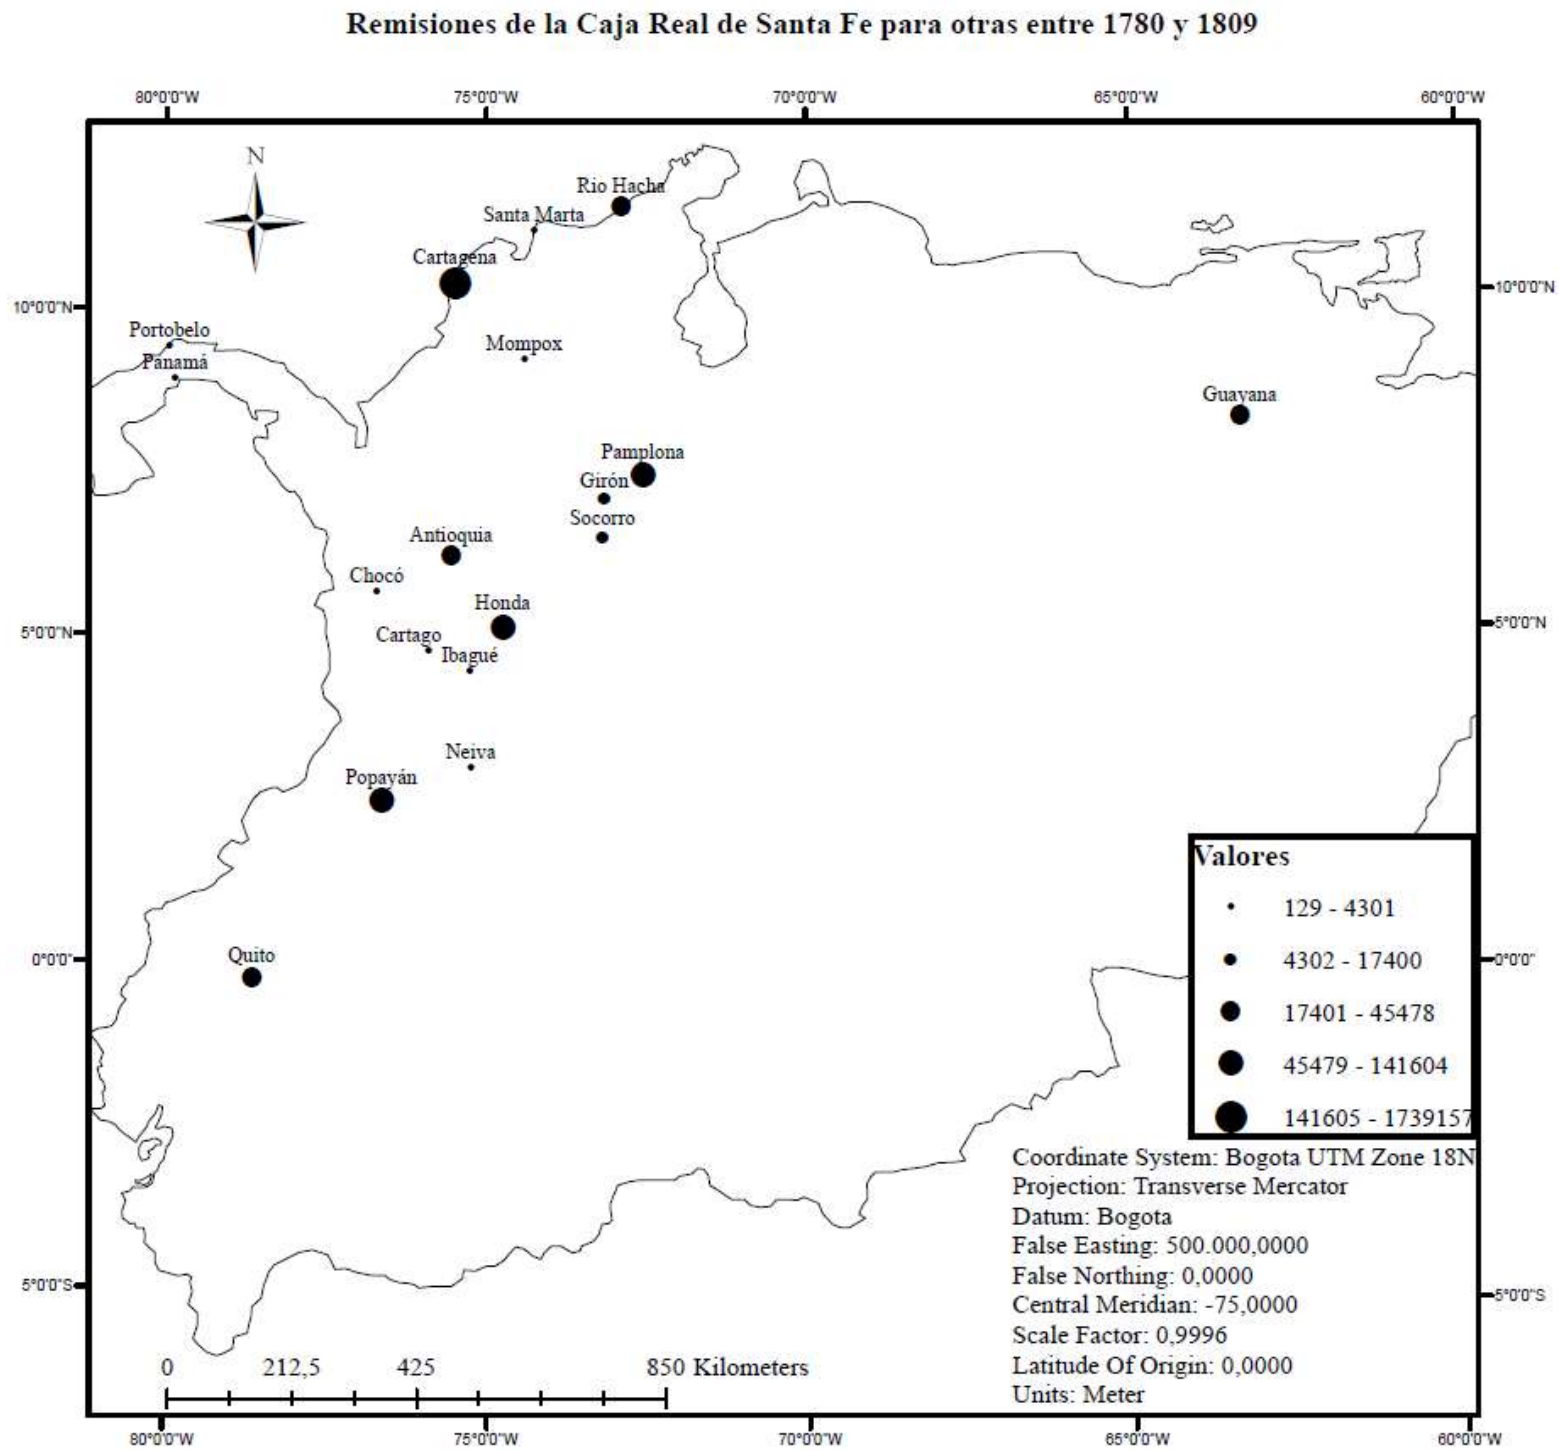 Remisiones de la Caja Real de Santa Fe para otras entre 1780 y 1809
80°0'0"W 75°0'0"W 70°0'0"W 65°0'0"W 60°0'0"W
N
Rio Hacha
Santa Marta
Cartagena
10°0'0"N
10°0'0"N
Portobelo
Mompox
Panamá
Guayana
Pamplona
Girón
Socorro
Antioquia
Chocó
Honda
5°0'0"N
5°0'0"N
Cartago
Ibagué
Neiva
Popayán
Quito
0°0'0"
0°0'0"
Valores
129 - 4301
4302 - 17400
17401 - 45478
45479 - 141604
141605 - 1739157
Coordinate System: Bogota UTM Zone 18N
Projection: Transverse Mercator
Datum: Bogota
False Easting: 500.000,0000
False Northing: 0,0000
Central Meridian: -75,0000
Scale Factor: 0,9996
Latitude Of Origin: 0,0000
Units: Meter
5°0'0"S
5°0'0"S
0 212,5 425 850 Kilometers
80°0'0"W 75°0'0"W 70°0'0"W 65°0'0"W 60°0'0"W